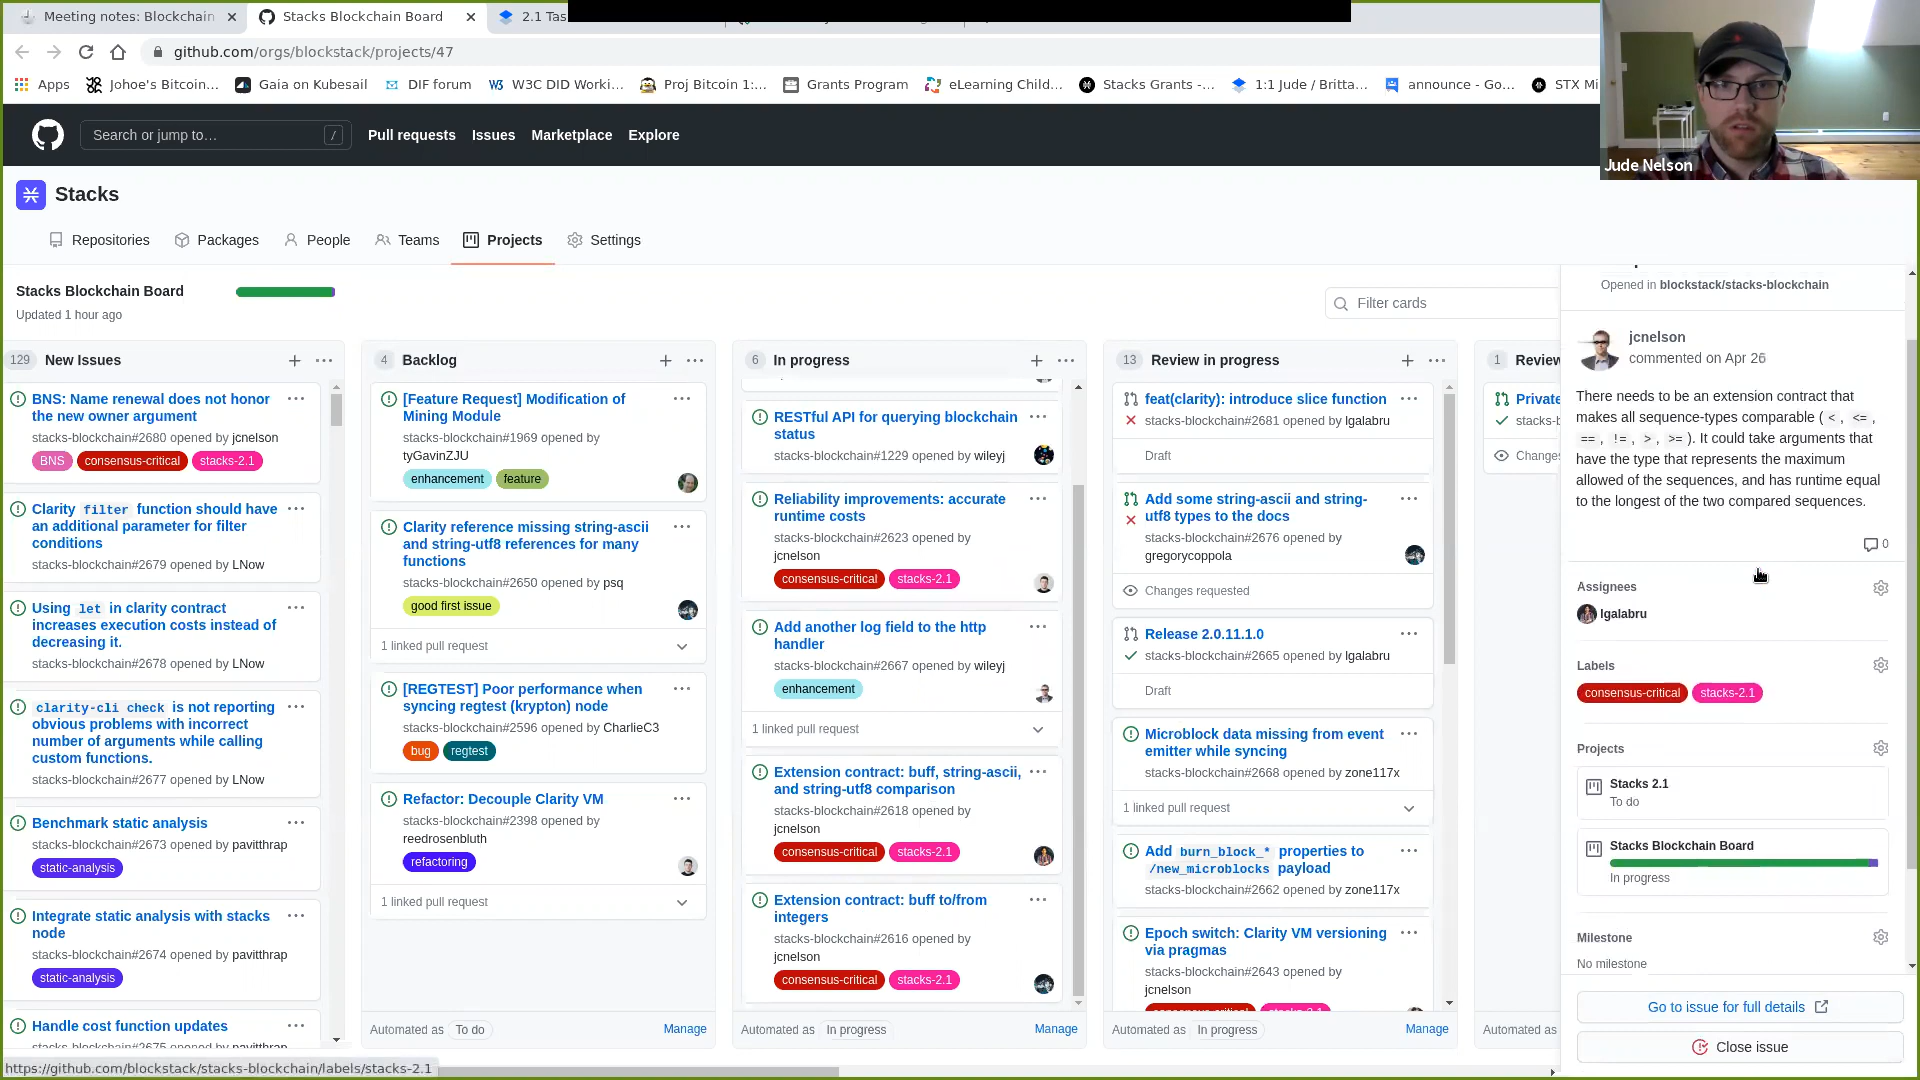 Meeting notes: Blockchain
Stacks Blockchain Board
2.1 Tas
github.com/orgs/blockstack/projects/47
Apps
Johoe's Bitcoin...
Gaia on Kubesail
DIF forum
W3C DID Worki...
Proj Bitcoin 1:...
Grants Program
eLearning Child...
Stacks Grants -...
1:1 Jude / Britta...
announce - Go...
STX Mi
Jude Nelson
Search or jump to...
/
Pull requests
Issues
Marketplace
Explore
Stacks
Repositories
Packages
People
Teams
Projects
Settings
Stacks Blockchain Board
Updated 1 hour ago
Filter cards
129 New Issues
BNS: Name renewal does not honor
the new owner argument
stacks-blockchain#2680 opened by jcnelson
BNS consensus-critical stacks-2.1
Clarity filter function should have
an additional parameter for filter
conditions
stacks-blockchain#2679 opened by LNow
Using let in clarity contract
increases execution costs instead of
decreasing it.
stacks-blockchain#2678 opened by LNow
clarity-cli check is not reporting
obvious problems with incorrect
number of arguments while calling
custom functions.
stacks-blockchain#2677 opened by LNow
Benchmark static analysis
stacks-blockchain#2673 opened by pavitthrap
static-analysis
Integrate static analysis with stacks
node
stacks-blockchain#2674 opened by pavitthrap
static-analysis
Handle cost function updates
stacks-blockchain#2675 opened by pavitthrap
4 Backlog
[Feature Request] Modification of
Mining Module
stacks-blockchain#1969 opened by
tyGavinZJU
enhancement feature
Clarity reference missing string-ascii
and string-utf8 references for many
functions
stacks-blockchain#2650 opened by psq
good first issue
1 linked pull request
[REGTEST] Poor performance when
syncing regtest (krypton) node
stacks-blockchain#2596 opened by CharlieC3
bug regtest
Refactor: Decouple Clarity VM
stacks-blockchain#2398 opened by
reedrosenbluth
refactoring
1 linked pull request
Automated as To do Manage
6 In progress
RESTful API for querying blockchain
status
stacks-blockchain#1229 opened by wileyj
Reliability improvements: accurate
runtime costs
stacks-blockchain#2623 opened by
jcnelson
consensus-critical stacks-2.1
Add another log field to the http
handler
stacks-blockchain#2667 opened by wileyj
enhancement
1 linked pull request
Extension contract: buff, string-ascii,
and string-utf8 comparison
stacks-blockchain#2618 opened by
jcnelson
consensus-critical stacks-2.1
Extension contract: buff to/from
integers
stacks-blockchain#2616 opened by
jcnelson
consensus-critical stacks-2.1
Automated as In progress Manage
13 Review in progress
feat(clarity): introduce slice function
stacks-blockchain#2681 opened by lgalabru
Draft
Add some string-ascii and string-
utf8 types to the docs
stacks-blockchain#2676 opened by
gregorycoppola
Changes requested
Release 2.0.11.1.0
stacks-blockchain#2665 opened by lgalabru
Draft
Microblock data missing from event
emitter while syncing
stacks-blockchain#2668 opened by zone117x
1 linked pull request
Add burn_block_* properties to
/new_microblocks payload
stacks-blockchain#2662 opened by zone117x
Epoch switch: Clarity VM versioning
via pragmas
stacks-blockchain#2643 opened by
jcnelson
consensus-critical stacks-2.1
Automated as In progress Manage
1 Review
Private
stacks-b
Changes
Automated as
Opened in blockstack/stacks-blockchain
jcnelson
commented on Apr 26
There needs to be an extension contract that
makes all sequence-types comparable ( < , <= ,
== , != , > , >= ). It could take arguments that
have the type that represents the maximum
allowed of the sequences, and has runtime equal
to the longest of the two compared sequences.
0
Assignees
lgalabru
Labels
consensus-critical stacks-2.1
Projects
Stacks 2.1
To do
Stacks Blockchain Board
In progress
Milestone
No milestone
Go to issue for full details
Close issue
https://github.com/blockstack/stacks-blockchain/labels/stacks-2.1